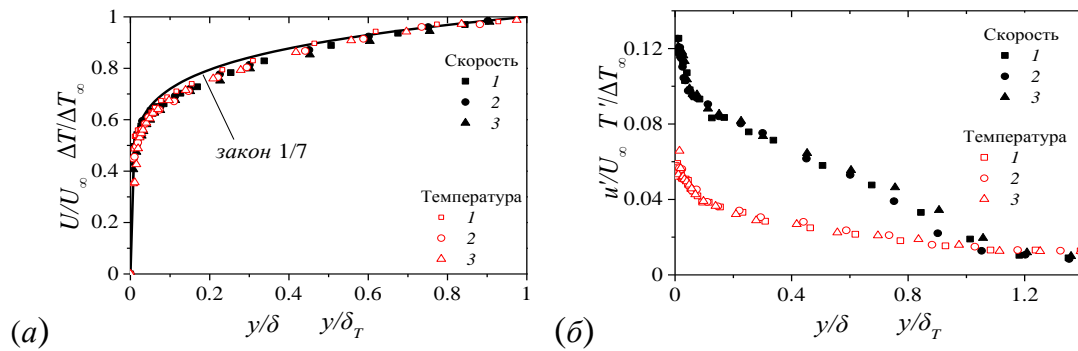 U/U∞ ΔT/ΔT∞
1
0.8
0.6
0.4
0.2
0
0 0.2 0.4 0.6 0.8 1
y/δ y/δ_T
закон 1/7
Скорость
1
2
3
Температура
1
2
3
(а)
u'/U∞ T'/ΔT∞
0.12
0.08
0.04
0
0 0.4 0.8 1.2
y/δ y/δ_T
Скорость
1
2
3
Температура
1
2
3
(б)